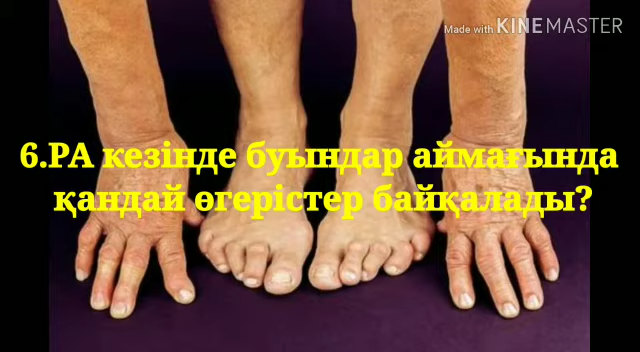 Made with KINEMASTER
6.РА кезінде буындар аймағында
қандай өгерістер байқалады?